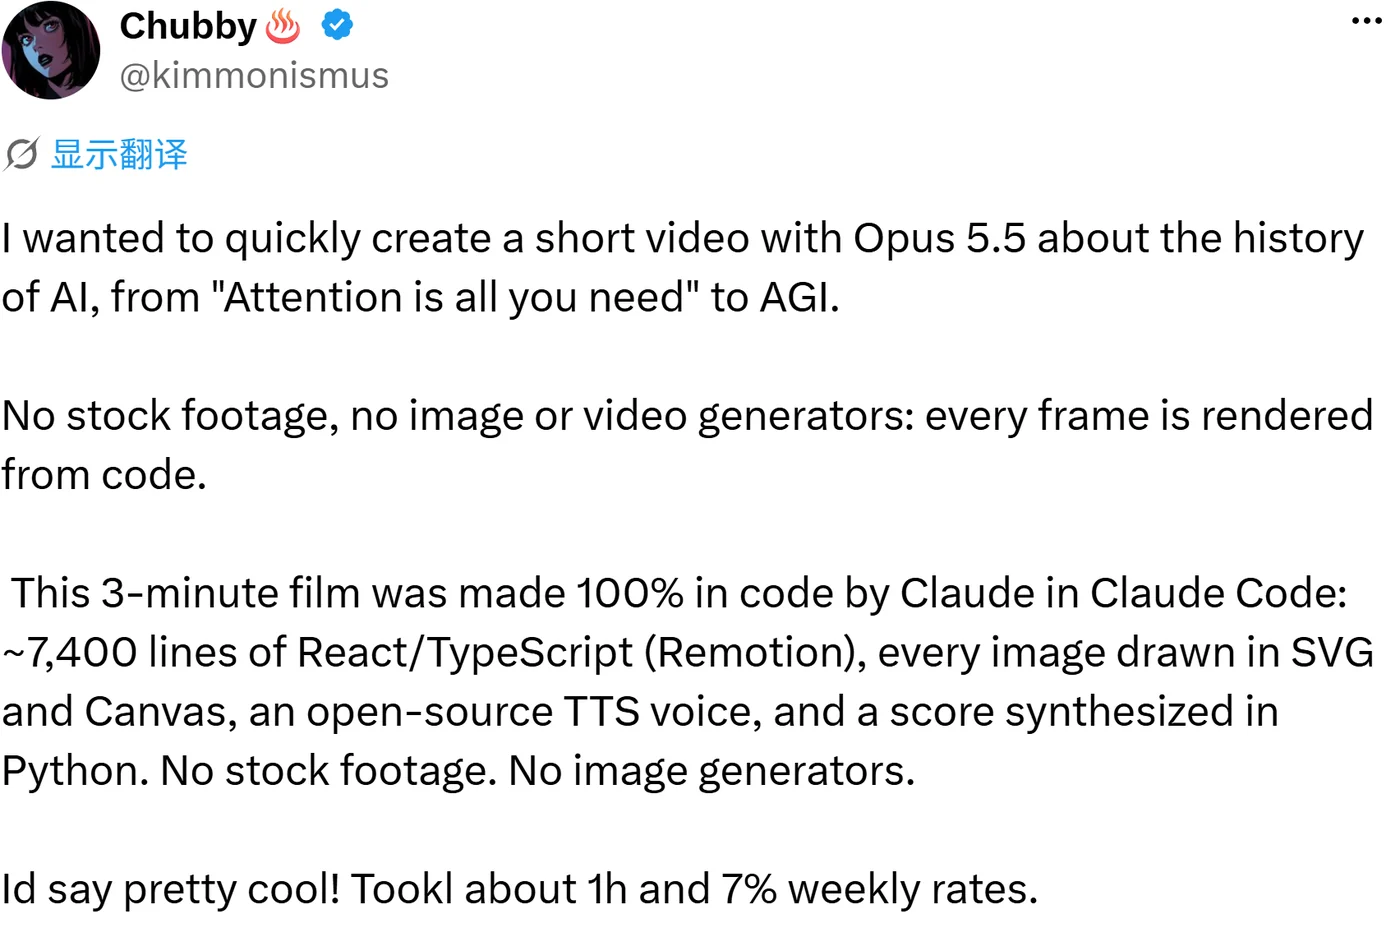 Chubby♨️
@kimmonismus
显示翻译
I wanted to quickly create a short video with Opus 5.5 about the history
of AI, from "Attention is all you need" to AGI.
No stock footage, no image or video generators: every frame is rendered
from code.
This 3-minute film was made 100% in code by Claude in Claude Code:
~7,400 lines of React/TypeScript (Remotion), every image drawn in SVG
and Canvas, an open-source TTS voice, and a score synthesized in
Python. No stock footage. No image generators.
Id say pretty cool! Tookl about 1h and 7% weekly rates.